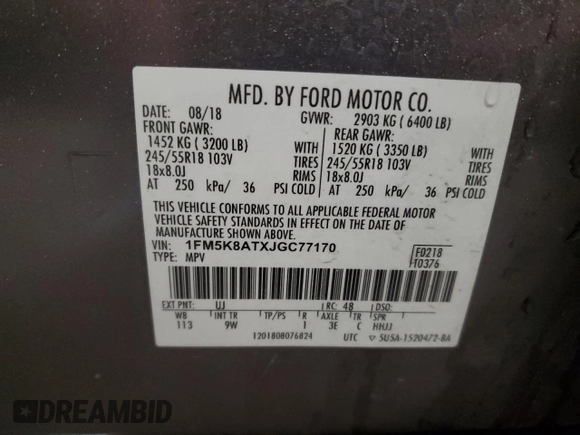 MFD. BY FORD MOTOR CO.
DATE: 08/18 GVWR: 2903 KG ( 6400 LB)
FRONT GAWR: REAR GAWR:
1452 KG ( 3200 LB) WITH 1520 KG ( 3350 LB) WITH
245/55R18 103V TIRES 245/55R18 103V TIRES
18x8.0J RIMS 18x8.0J RIMS
AT 250 kPa/ 36 PSI COLD AT 250 kPa/ 36 PSI COLD
THIS VEHICLE CONFORMS TO ALL APPLICABLE FEDERAL MOTOR
VEHICLE SAFETY STANDARDS IN EFFECT ON THE DATE OF
MANUFACTURE SHOWN ABOVE.
VIN: 1FM5K8ATXJGC77170 F0218
TYPE: MPV T0376
EXT PNT: UJ RC: 48 DSO:
WB INT TR TP/PS R AXLE TR SPR
113 9W 1 3E C HHJJ
1201808076824 UTC ▽ 5USA-1520472-BA
DREAMBID